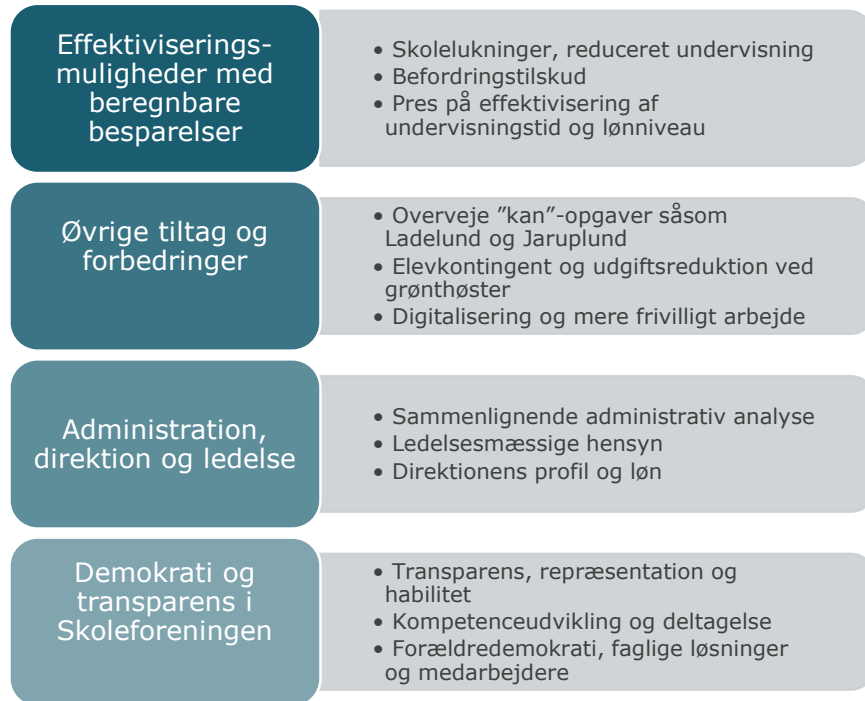 Effektiviserings-
muligheder med
beregnbare
besparelser
• Skolelukninger, reduceret undervisning
• Befordringstilskud
• Pres på effektivisering af
undervisningstid og lønniveau
Øvrige tiltag og
forbedringer
• Overveje ”kan”-opgaver såsom
Ladelund og Jaruplund
• Elevkontingent og udgiftsreduktion ved
grønthøster
• Digitalisering og mere frivilligt arbejde
Administration,
direktion og ledelse
• Sammenlignende administrativ analyse
• Ledelsesmæssige hensyn
• Direktionens profil og løn
Demokrati og
transparens i
Skoleforeningen
• Transparens, repræsentation og
habilitet
• Kompetenceudvikling og deltagelse
• Forældredemokrati, faglige løsninger
og medarbejdere